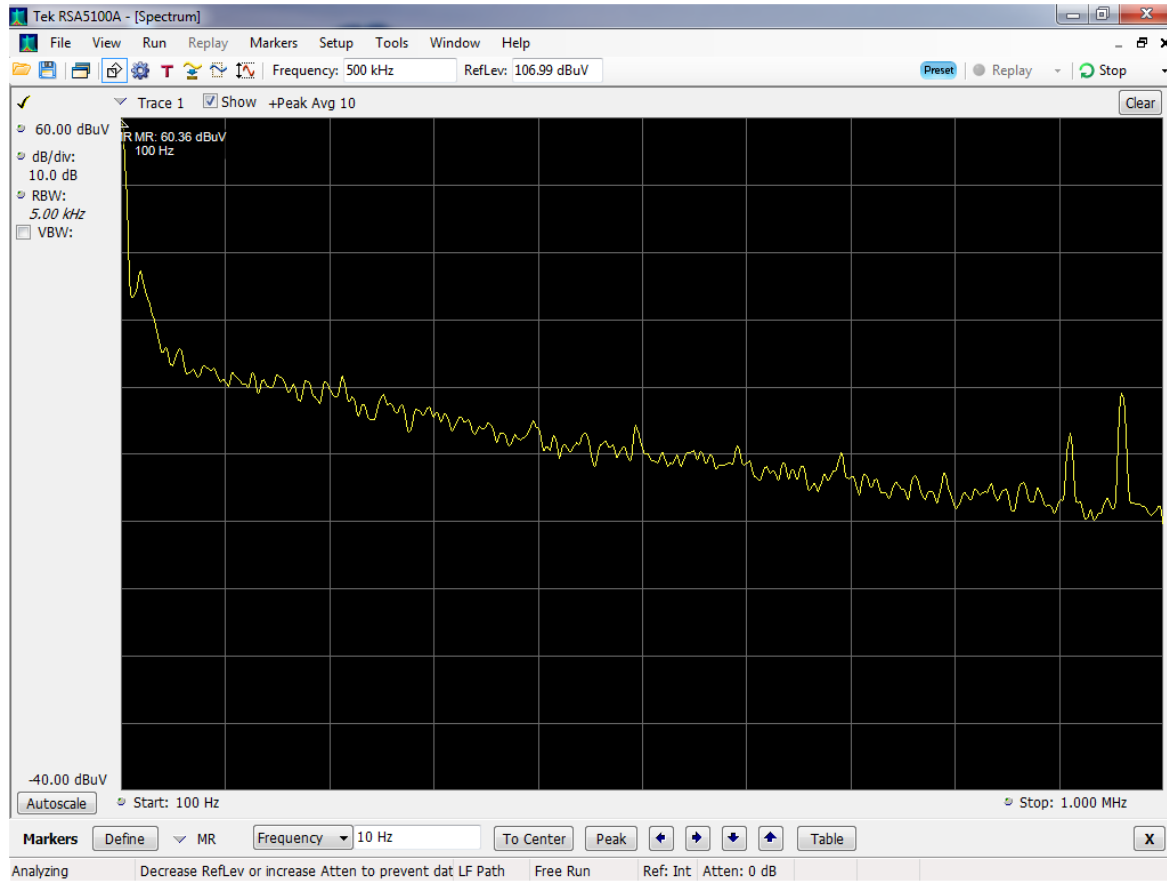 Tek RSA5100A - [Spectrum]
File View Run Replay Markers Setup Tools Window Help
Frequency: 500 kHz RefLev: 106.99 dBuV Preset Replay Stop
Trace 1 Show +Peak Avg 10 Clear
60.00 dBuV
R MR: 60.36 dBuV
100 Hz
dB/div:
10.0 dB
RBW:
5.00 kHz
VBW:
-40.00 dBuV
Autoscale Start: 100 Hz Stop: 1.000 MHz
Markers Define MR Frequency 10 Hz To Center Peak Table X
Analyzing Decrease RefLev or increase Atten to prevent dat LF Path Free Run Ref: Int Atten: 0 dB